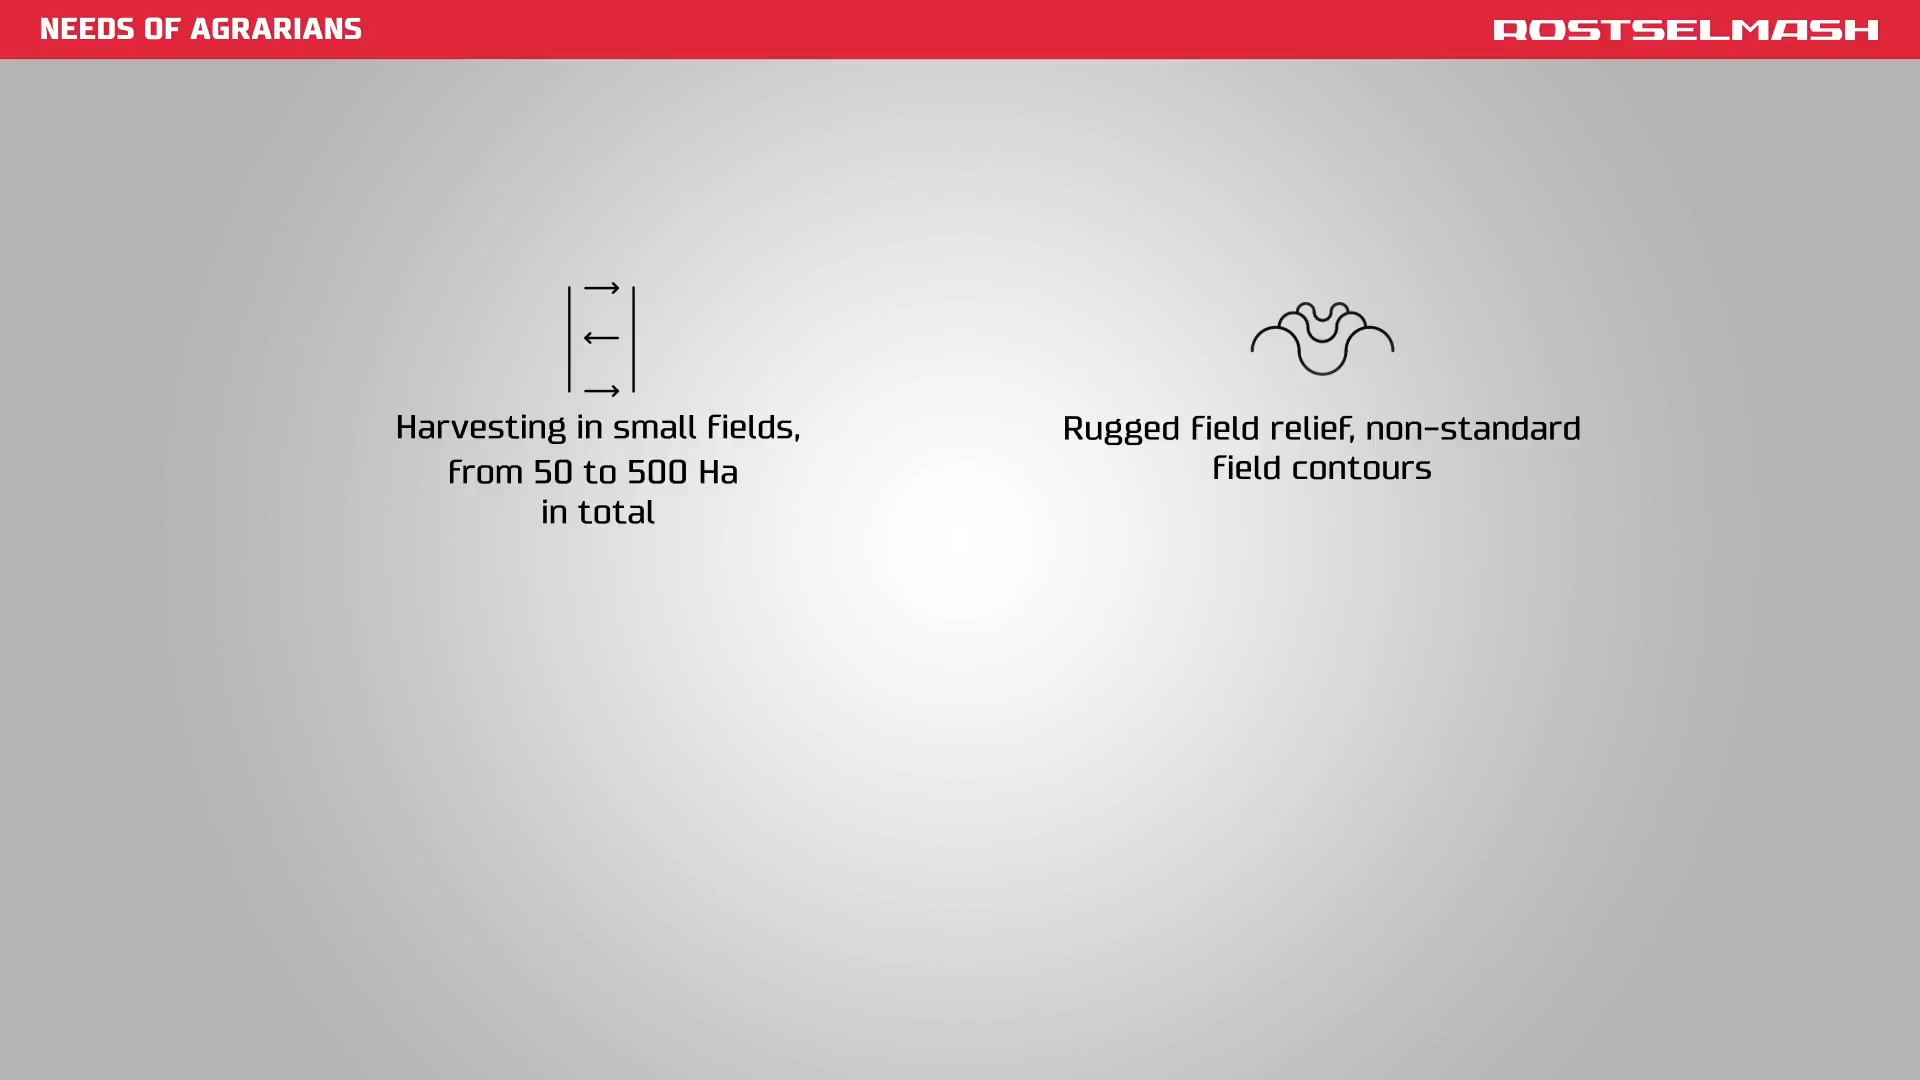 NEEDS OF AGRARIANS
ROSTSELMASH
Harvesting in small fields,
from 50 to 500 Ha
in total
Rugged field relief, non-standard
field contours